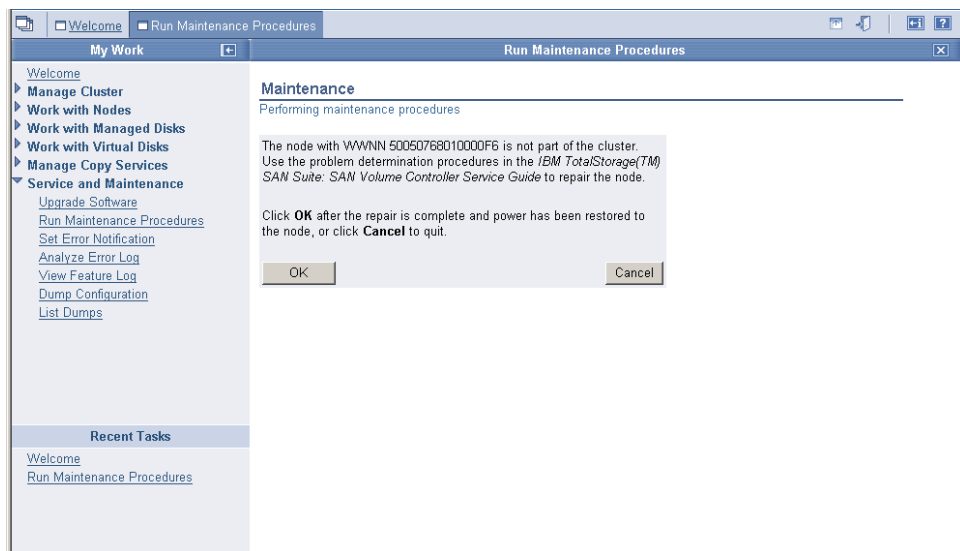 Welcome
Run Maintenance Procedures
My Work
Run Maintenance Procedures
Welcome
Manage Cluster
Work with Nodes
Work with Managed Disks
Work with Virtual Disks
Manage Copy Services
Service and Maintenance
Upgrade Software
Run Maintenance Procedures
Set Error Notification
Analyze Error Log
View Feature Log
Dump Configuration
List Dumps
Recent Tasks
Welcome
Run Maintenance Procedures
Maintenance
Performing maintenance procedures
The node with WWNN 50050768010000F6 is not part of the cluster.
Use the problem determination procedures in the IBM TotalStorage(TM)
SAN Suite: SAN Volume Controller Service Guide to repair the node.
Click OK after the repair is complete and power has been restored to
the node, or click Cancel to quit.
OK
Cancel